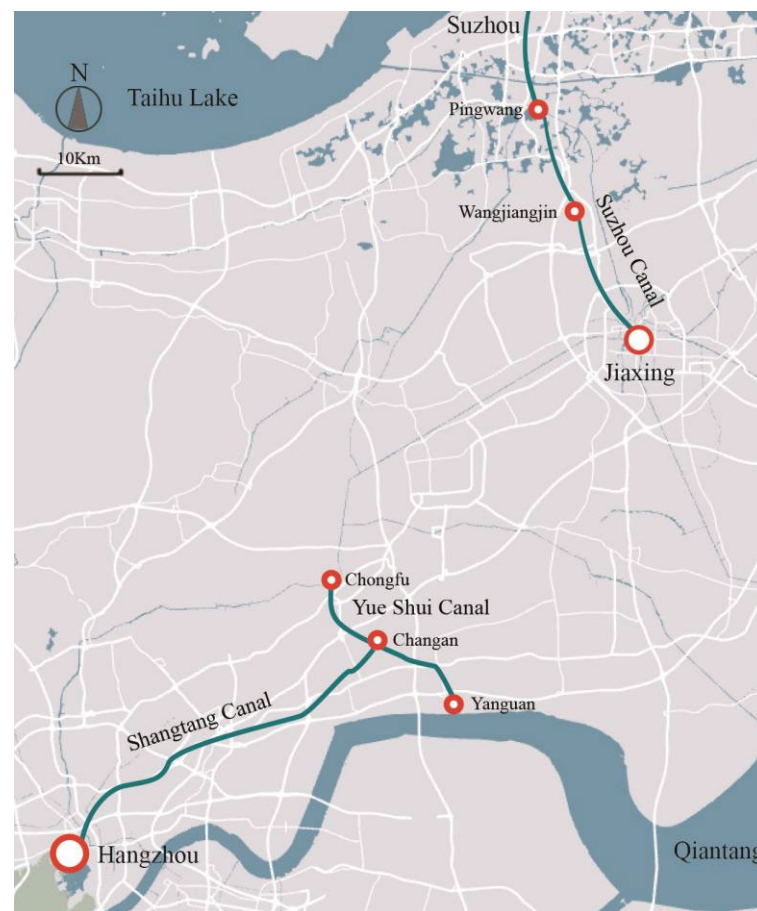 Suzhou
N
Taihu Lake
Pingwang
10Km
Wangjiangjin
Suzhou Canal
Jiaxing
Chongfu
Yue Shui Canal
Changan
Shangtang Canal
Yanguan
Hangzhou
Qiantang